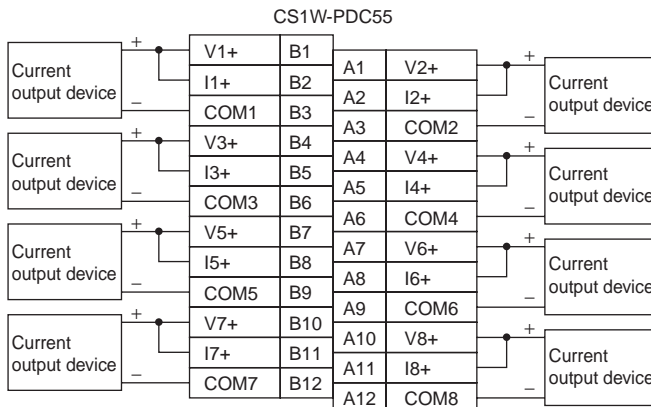 CS1W-PDC55
Current
output device
+
−
V1+ B1
I1+ B2
COM1 B3
Current
output device
+
−
V3+ B4
I3+ B5
COM3 B6
Current
output device
+
−
V5+ B7
I5+ B8
COM5 B9
Current
output device
+
−
V7+ B10
I7+ B11
COM7 B12
A1 V2+
A2 I2+
A3 COM2
+
−
Current
output device
A4 V4+
A5 I4+
A6 COM4
+
−
Current
output device
A7 V6+
A8 I6+
A9 COM6
+
−
Current
output device
A10 V8+
A11 I8+
A12 COM8
+
−
Current
output device